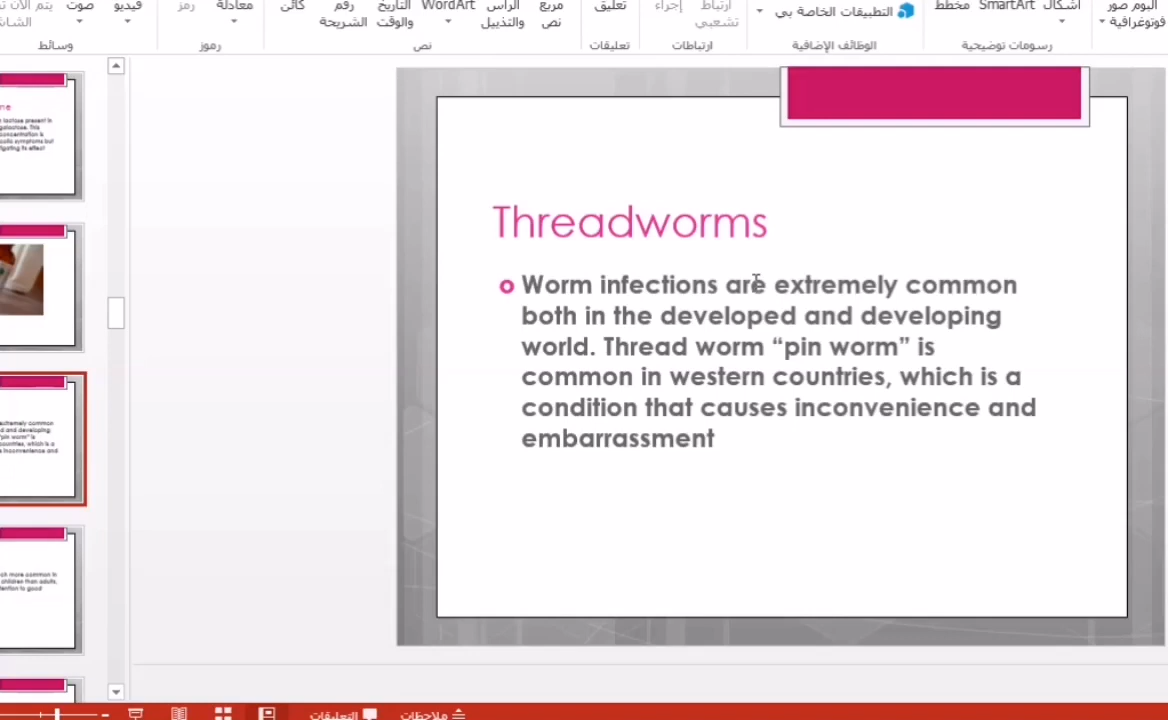 وسائط
رموز
نص
تعليقات
ارتباطات
الوظائف الإضافية
رسومات توضيحية
فيديو
صوت
معادلة
رمز
كائن
رقم
الشريحة
التاريخ
والوقت
WordArt
الرأس
والتذييل
مربع
نص
تعليق
إجراء
ارتباط
تشعبي
التطبيقات الخاصة بي
مخطط
SmartArt
أشكال
ألبوم صور
فوتوغرافية
Threadworms
Worm infections are extremely common
both in the developed and developing
world. Thread worm “pin worm” is
common in western countries, which is a
condition that causes inconvenience and
embarrassment
التعليقات
ملاحظات